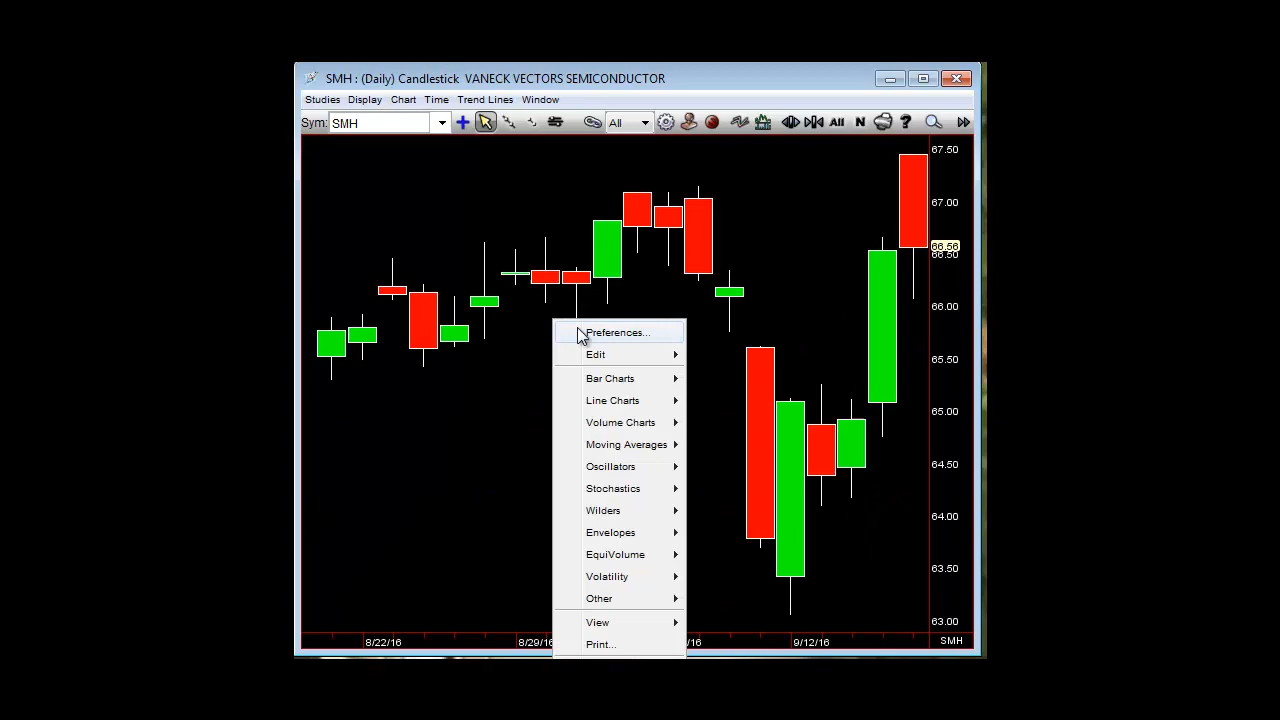 SMH : (Daily) Candlestick VANECK VECTORS SEMICONDUCTOR
Studies Display Chart Time Trend Lines Window
Sym: SMH All All N ?
67.50
67.00
66.56
66.50
66.00
65.50
65.00
64.50
64.00
63.50
63.00
Preferences...
Edit
Bar Charts
Line Charts
Volume Charts
Moving Averages
Oscillators
Stochastics
Wilders
Envelopes
EquiVolume
Volatility
Other
View
Print...
8/22/16 8/29/16 /16 9/12/16 SMH